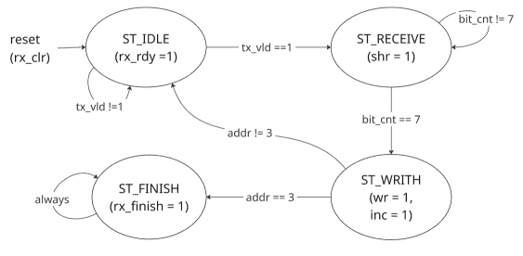 reset
(rx_clr)
ST_IDLE
(rx_rdy =1)
tx_vld ==1
ST_RECEIVE
(shr = 1)
bit_cnt != 7
tx_vld !=1
bit_cnt == 7
addr != 3
ST_FINISH
(rx_finish = 1)
always
addr == 3
ST_WRITH
(wr = 1,
inc = 1)